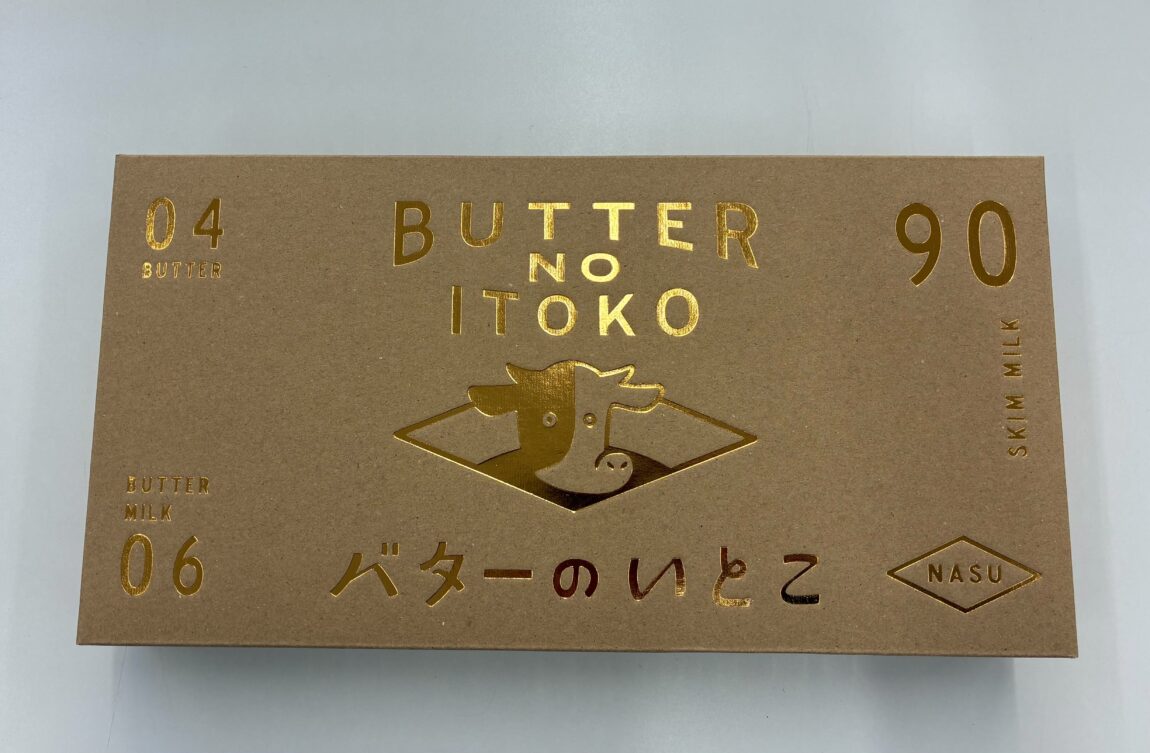 04
BUTTER
BUTTER
NO
ITOKO
90
SKIM MILK
BUTTER
MILK
06
バターのいとこ
NASU